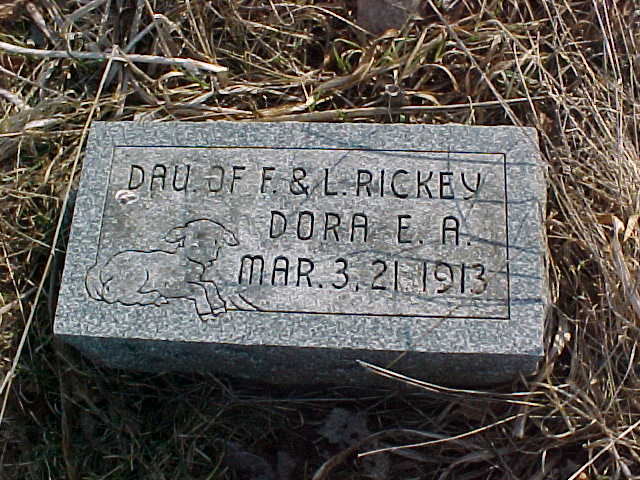 DAU. OF F. & L. RICKEY
DORA E. A.
MAR. 3, 21, 1913